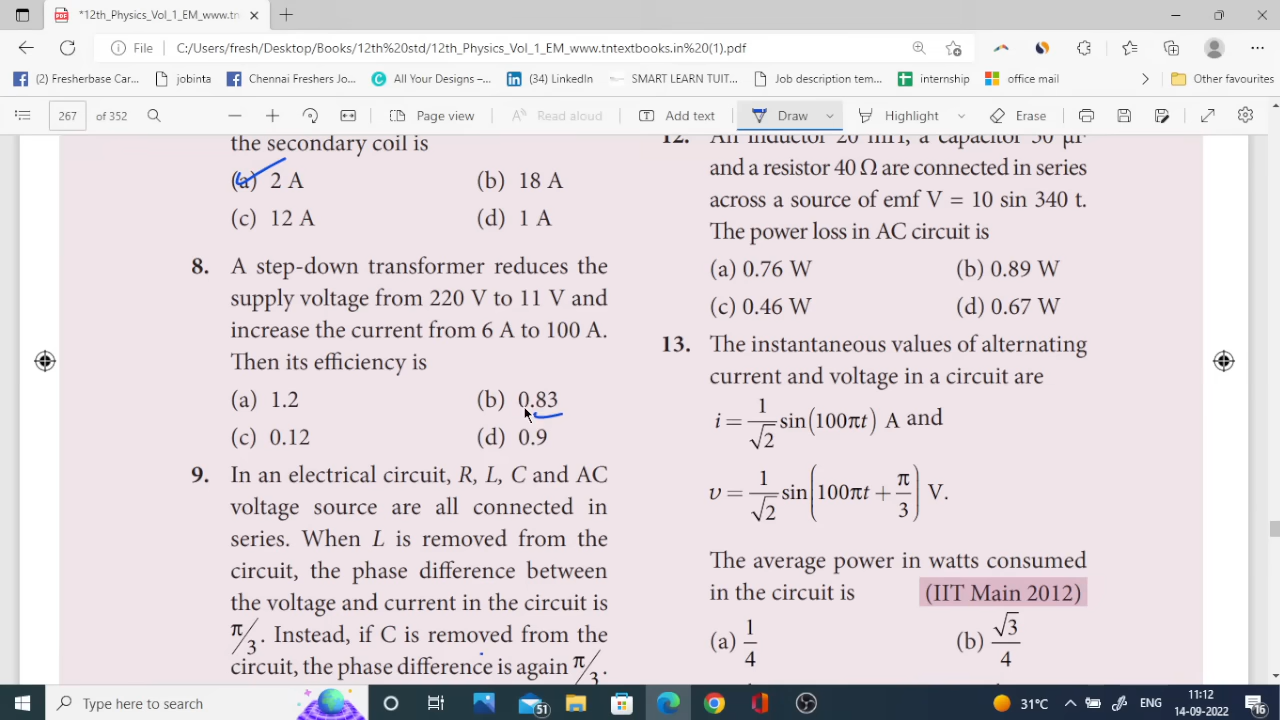 *12th_Physics_Vol_1_EM_www.tn
File
C:/Users/fresh/Desktop/Books/12th%20std/12th_Physics_Vol_1_EM_www.tntextbooks.in%20(1).pdf
(2) Fresherbase Car...
jobinta
Chennai Freshers Jo...
All Your Designs –...
(34) LinkedIn
SMART LEARN TUIT...
Job description tem...
internship
office mail
Other favourites
267 of 352
Page view
Read aloud
Add text
Draw
Highlight
Erase
the secondary coil is
(a) 2 A
(b) 18 A
(c) 12 A
(d) 1 A
8. A step-down transformer reduces the
supply voltage from 220 V to 11 V and
increase the current from 6 A to 100 A.
Then its efficiency is
(a) 1.2
(b) 0.83
(c) 0.12
(d) 0.9
9. In an electrical circuit, R, L, C and AC
voltage source are all connected in
series. When L is removed from the
circuit, the phase difference between
the voltage and current in the circuit is
π/3. Instead, if C is removed from the
circuit, the phase difference is again π/3.
12. An inductor 20 mH, a capacitor 50 μF
and a resistor 40 Ω are connected in series
across a source of emf V = 10 sin 340 t.
The power loss in AC circuit is
(a) 0.76 W
(b) 0.89 W
(c) 0.46 W
(d) 0.67 W
13. The instantaneous values of alternating
current and voltage in a circuit are
i = 1/√2 sin(100πt) A and
υ = 1/√2 sin(100πt + π/3) V.
The average power in watts consumed
in the circuit is (IIT Main 2012)
(a) 1/4
(b) √3/4
Type here to search
51
31°C
ENG
11:12
14-09-2022
16